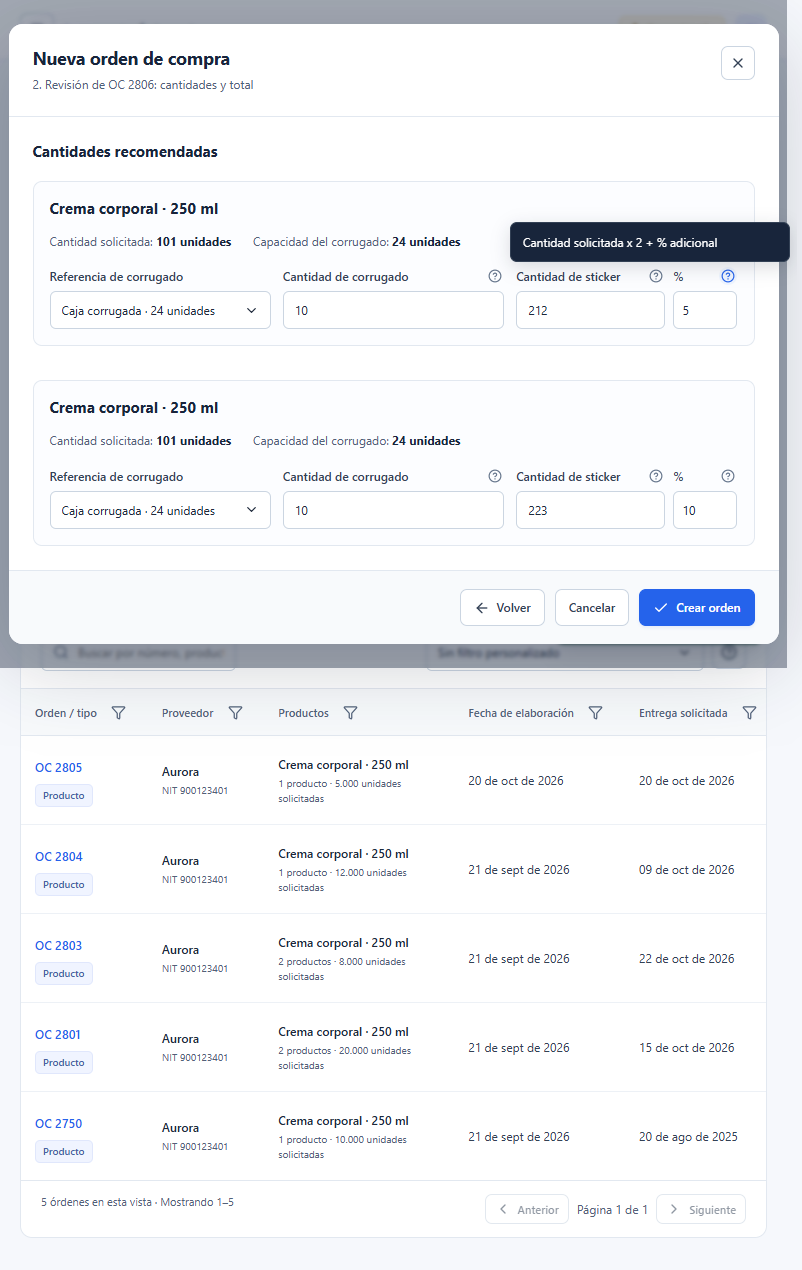 Nueva orden de compra
2. Revisión de OC 2806: cantidades y total
Cantidades recomendadas
Crema corporal · 250 ml
Cantidad solicitada: 101 unidades Capacidad del corrugado: 24 unidades
Cantidad solicitada x 2 + % adicional
Referencia de corrugado Cantidad de corrugado Cantidad de sticker %
Caja corrugada · 24 unidades 10 212 5
Crema corporal · 250 ml
Cantidad solicitada: 101 unidades Capacidad del corrugado: 24 unidades
Referencia de corrugado Cantidad de corrugado Cantidad de sticker %
Caja corrugada · 24 unidades 10 223 10
Volver Cancelar Crear orden
Buscar por número, produc
Sin filtro personalizado
Orden / tipo Proveedor Productos Fecha de elaboración Entrega solicitada
OC 2805
Producto
Aurora
NIT 900123401
Crema corporal · 250 ml
1 producto · 5.000 unidades
solicitadas
20 de oct de 2026
20 de oct de 2026
OC 2804
Producto
Aurora
NIT 900123401
Crema corporal · 250 ml
1 producto · 12.000 unidades
solicitadas
21 de sept de 2026
09 de oct de 2026
OC 2803
Producto
Aurora
NIT 900123401
Crema corporal · 250 ml
2 productos · 8.000 unidades
solicitadas
21 de sept de 2026
22 de oct de 2026
OC 2801
Producto
Aurora
NIT 900123401
Crema corporal · 250 ml
2 productos · 20.000 unidades
solicitadas
21 de sept de 2026
15 de oct de 2026
OC 2750
Producto
Aurora
NIT 900123401
Crema corporal · 250 ml
1 producto · 10.000 unidades
solicitadas
21 de sept de 2026
20 de ago de 2025
5 órdenes en esta vista · Mostrando 1–5
Anterior Página 1 de 1 Siguiente